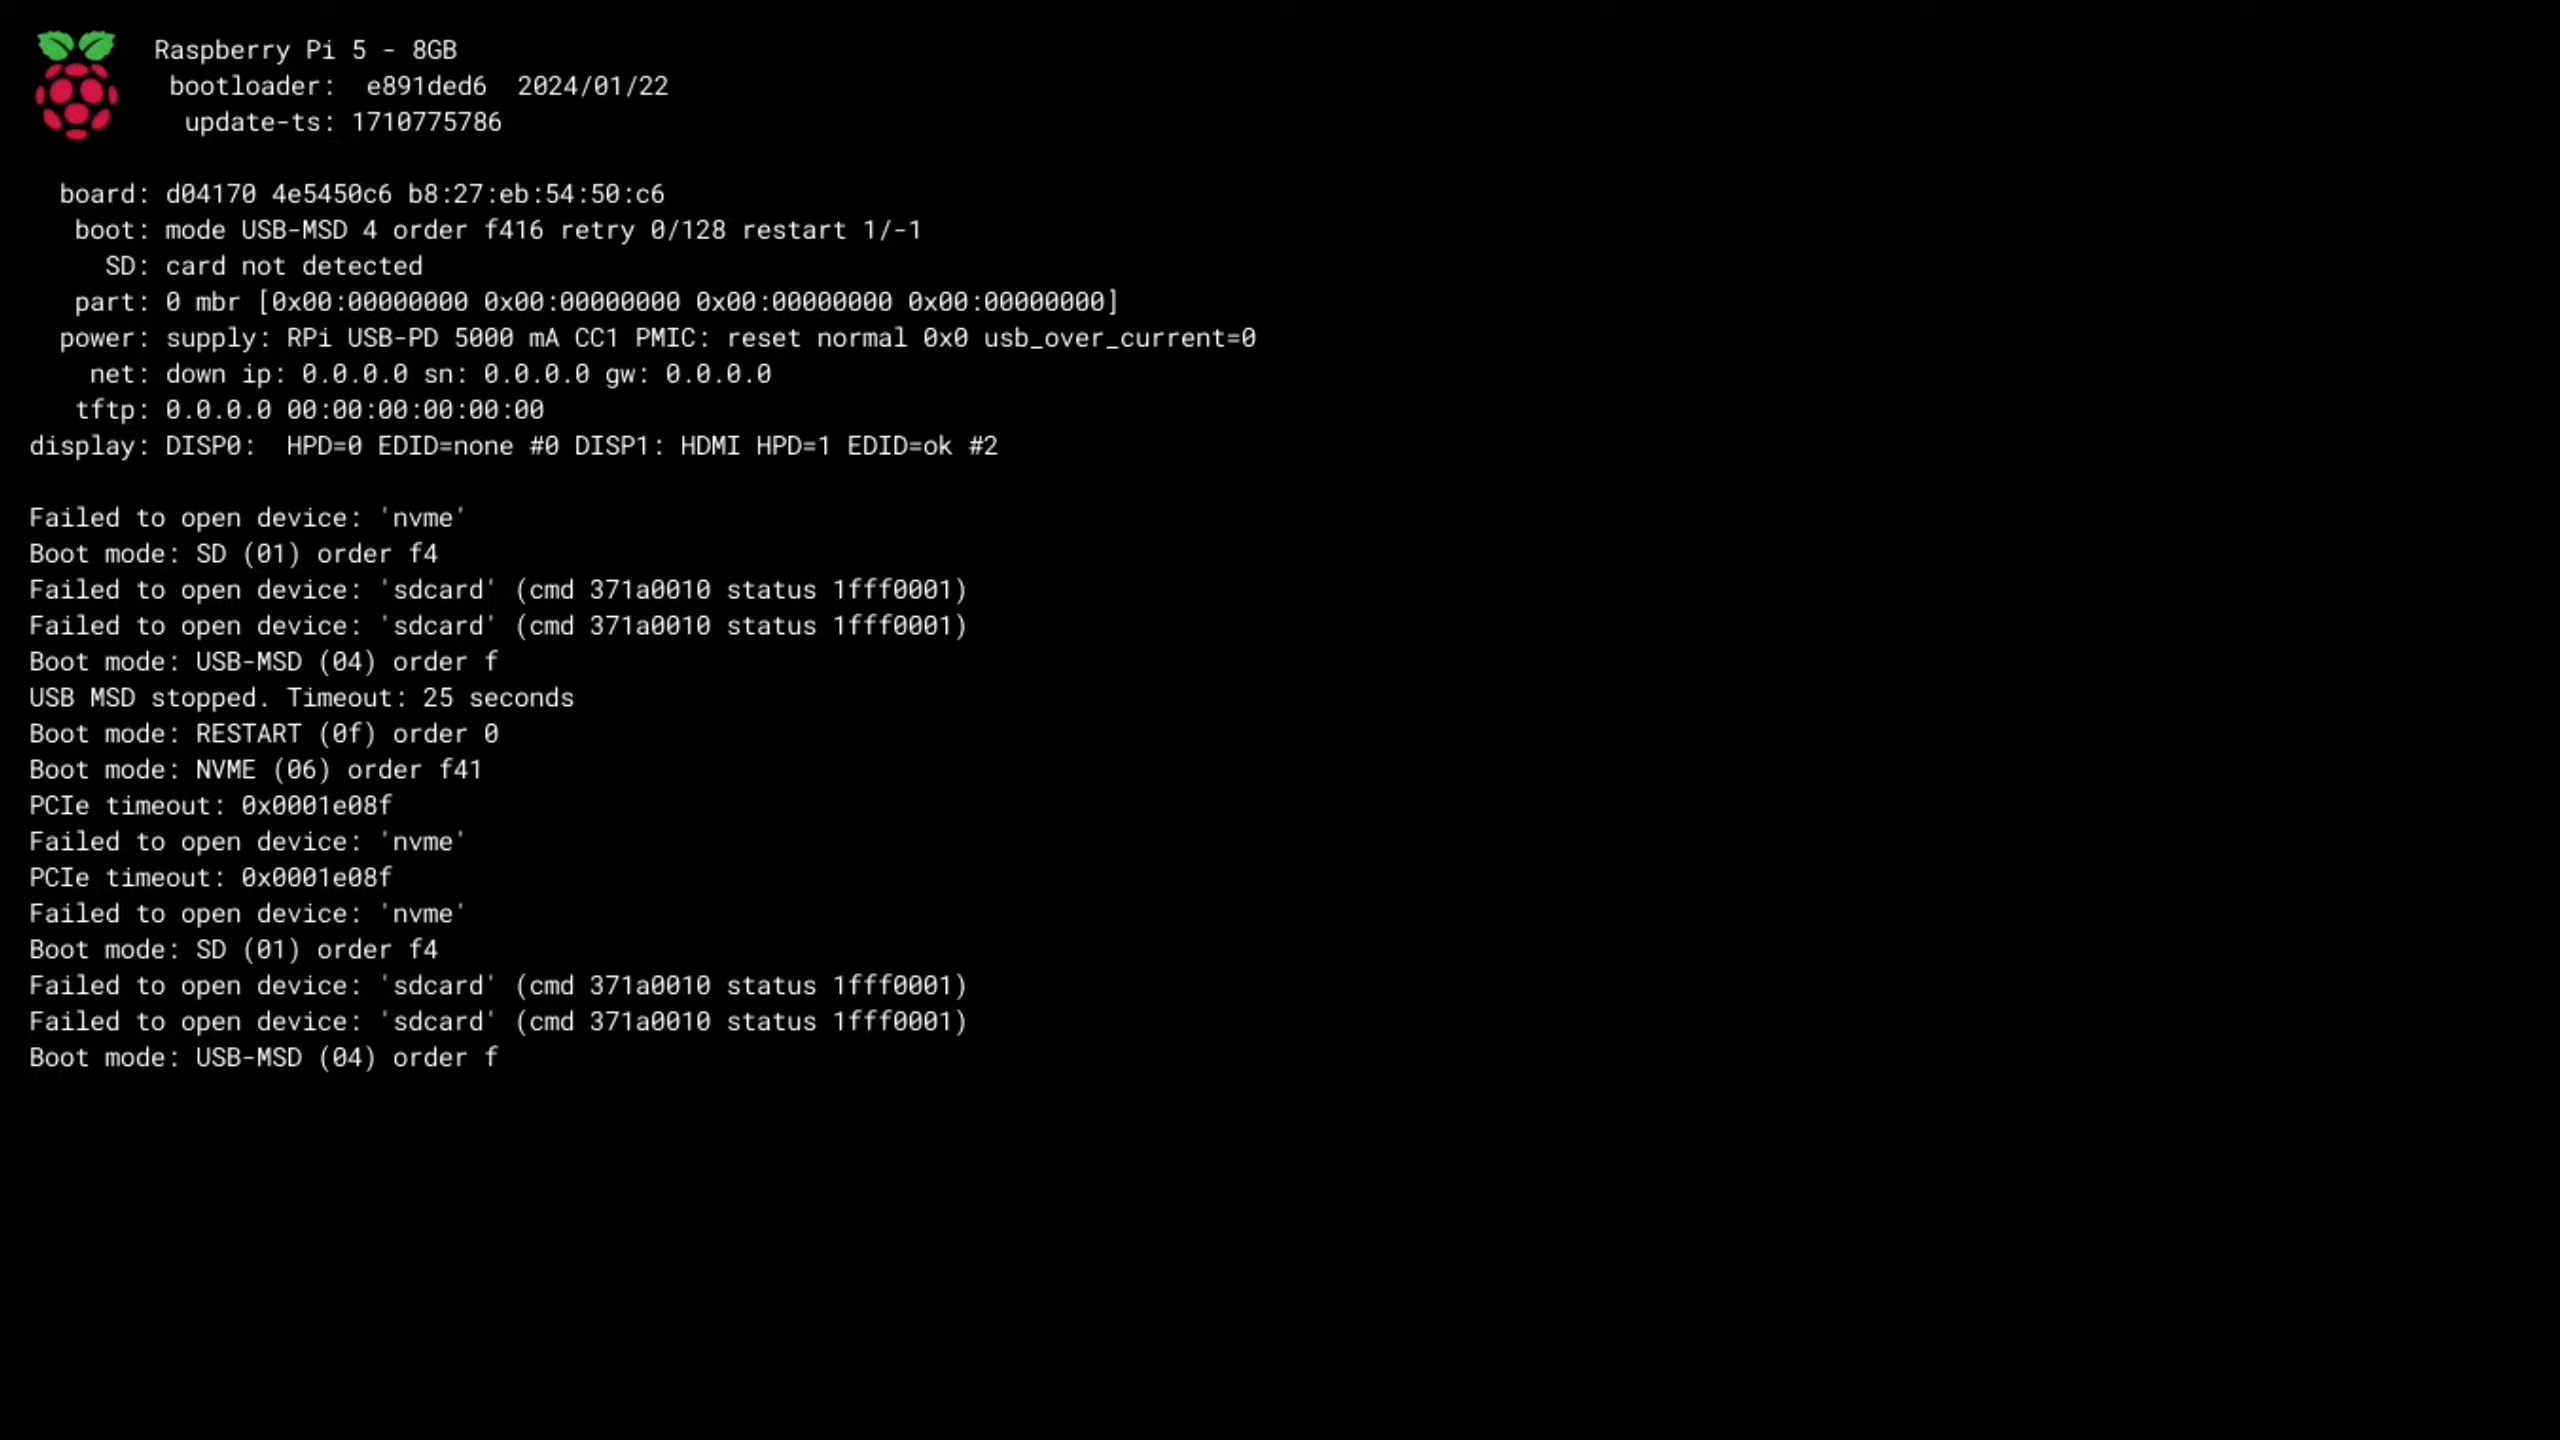 Raspberry Pi 5 - 8GB
bootloader: e891ded6 2024/01/22
update-ts: 1710775786
board: d04170 4e5450c6 b8:27:eb:54:50:c6
boot: mode USB-MSD 4 order f416 retry 0/128 restart 1/-1
SD: card not detected
part: 0 mbr [0x00:00000000 0x00:00000000 0x00:00000000 0x00:00000000]
power: supply: RPi USB-PD 5000 mA CC1 PMIC: reset normal 0x0 usb_over_current=0
net: down ip: 0.0.0.0 sn: 0.0.0.0 gw: 0.0.0.0
tftp: 0.0.0.0 00:00:00:00:00:00
display: DISP0: HPD=0 EDID=none #0 DISP1: HDMI HPD=1 EDID=ok #2
Failed to open device: 'nvme'
Boot mode: SD (01) order f4
Failed to open device: 'sdcard' (cmd 371a0010 status 1fff0001)
Failed to open device: 'sdcard' (cmd 371a0010 status 1fff0001)
Boot mode: USB-MSD (04) order f
USB MSD stopped. Timeout: 25 seconds
Boot mode: RESTART (0f) order 0
Boot mode: NVME (06) order f41
PCIe timeout: 0x0001e08f
Failed to open device: 'nvme'
PCIe timeout: 0x0001e08f
Failed to open device: 'nvme'
Boot mode: SD (01) order f4
Failed to open device: 'sdcard' (cmd 371a0010 status 1fff0001)
Failed to open device: 'sdcard' (cmd 371a0010 status 1fff0001)
Boot mode: USB-MSD (04) order f